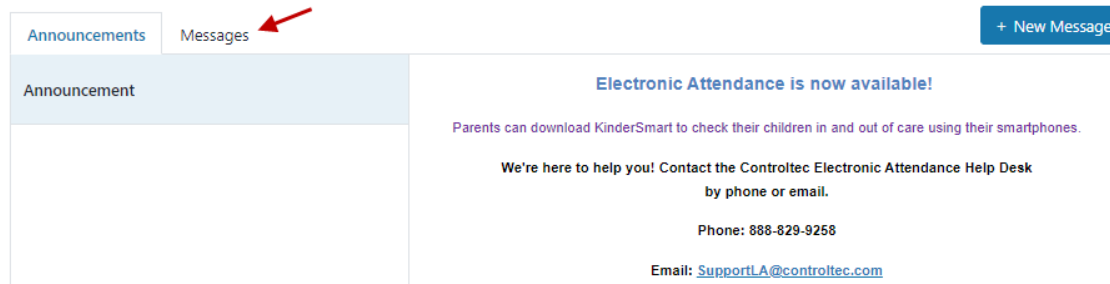 Announcements Messages + New Message
Announcement
Electronic Attendance is now available!
Parents can download KinderSmart to check their children in and out of care using their smartphones.
We're here to help you! Contact the Controltec Electronic Attendance Help Desk
by phone or email.
Phone: 888-829-9258
Email: SupportLA@controltec.com